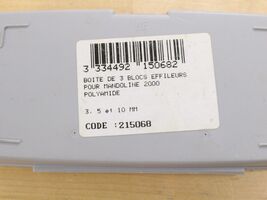 3 334492 150682
BOITE DE 3 BLOCS EFFILEURS
POUR MANDOLINE 2000
POLYAMIDE
3. 5 et 10 MM
CODE :215068